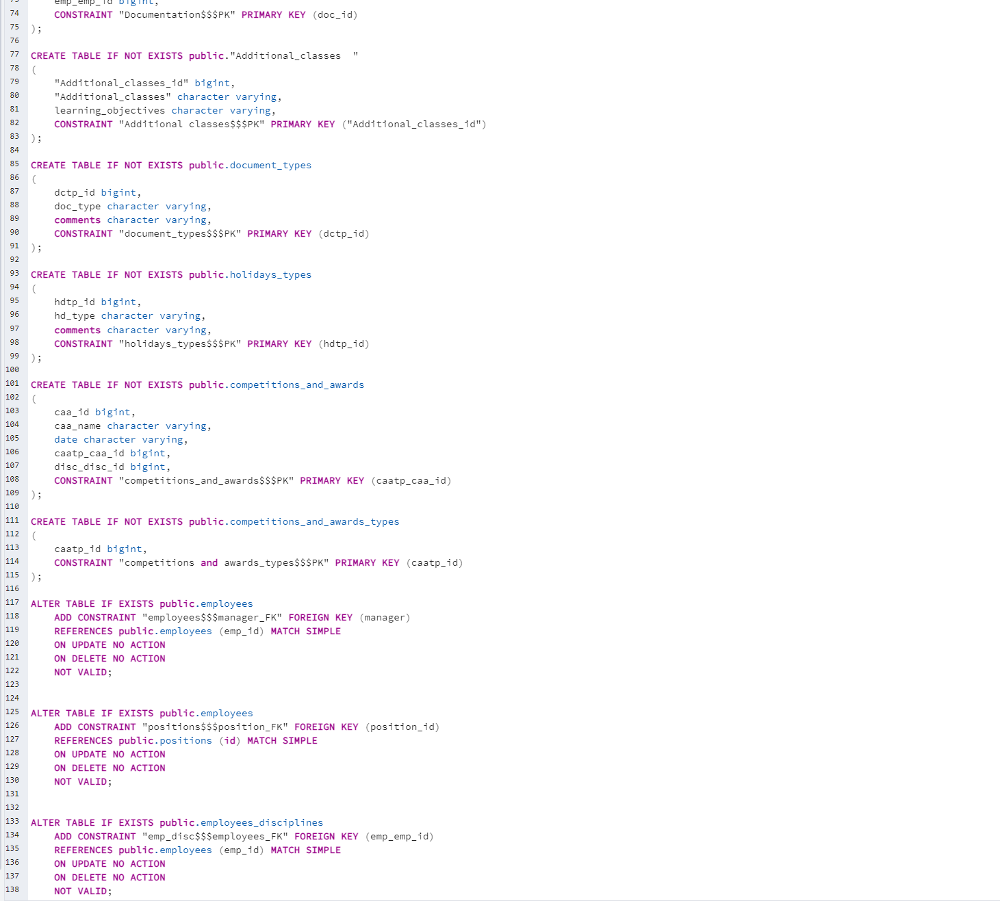 73 emp_emp_id bigint,
74 CONSTRAINT "Documentation$$$PK" PRIMARY KEY (doc_id)
75 );
76
77 CREATE TABLE IF NOT EXISTS public."Additional_classes  "
78 (
79 "Additional_classes_id" bigint,
80 "Additional_classes" character varying,
81 learning_objectives character varying,
82 CONSTRAINT "Additional classes$$$PK" PRIMARY KEY ("Additional_classes_id")
83 );
84
85 CREATE TABLE IF NOT EXISTS public.document_types
86 (
87 dctp_id bigint,
88 doc_type character varying,
89 comments character varying,
90 CONSTRAINT "document_types$$$PK" PRIMARY KEY (dctp_id)
91 );
92
93 CREATE TABLE IF NOT EXISTS public.holidays_types
94 (
95 hdtp_id bigint,
96 hd_type character varying,
97 comments character varying,
98 CONSTRAINT "holidays_types$$$PK" PRIMARY KEY (hdtp_id)
99 );
100
101 CREATE TABLE IF NOT EXISTS public.competitions_and_awards
102 (
103 caa_id bigint,
104 caa_name character varying,
105 date character varying,
106 caatp_caa_id bigint,
107 disc_disc_id bigint,
108 CONSTRAINT "competitions_and_awards$$$PK" PRIMARY KEY (caatp_caa_id)
109 );
110
111 CREATE TABLE IF NOT EXISTS public.competitions_and_awards_types
112 (
113 caatp_id bigint,
114 CONSTRAINT "competitions and awards_types$$$PK" PRIMARY KEY (caatp_id)
115 );
116
117 ALTER TABLE IF EXISTS public.employees
118 ADD CONSTRAINT "employees$$$manager_FK" FOREIGN KEY (manager)
119 REFERENCES public.employees (emp_id) MATCH SIMPLE
120 ON UPDATE NO ACTION
121 ON DELETE NO ACTION
122 NOT VALID;
123
124
125 ALTER TABLE IF EXISTS public.employees
126 ADD CONSTRAINT "positions$$$position_FK" FOREIGN KEY (position_id)
127 REFERENCES public.positions (id) MATCH SIMPLE
128 ON UPDATE NO ACTION
129 ON DELETE NO ACTION
130 NOT VALID;
131
132
133 ALTER TABLE IF EXISTS public.employees_disciplines
134 ADD CONSTRAINT "emp_disc$$$employees_FK" FOREIGN KEY (emp_emp_id)
135 REFERENCES public.employees (emp_id) MATCH SIMPLE
136 ON UPDATE NO ACTION
137 ON DELETE NO ACTION
138 NOT VALID;